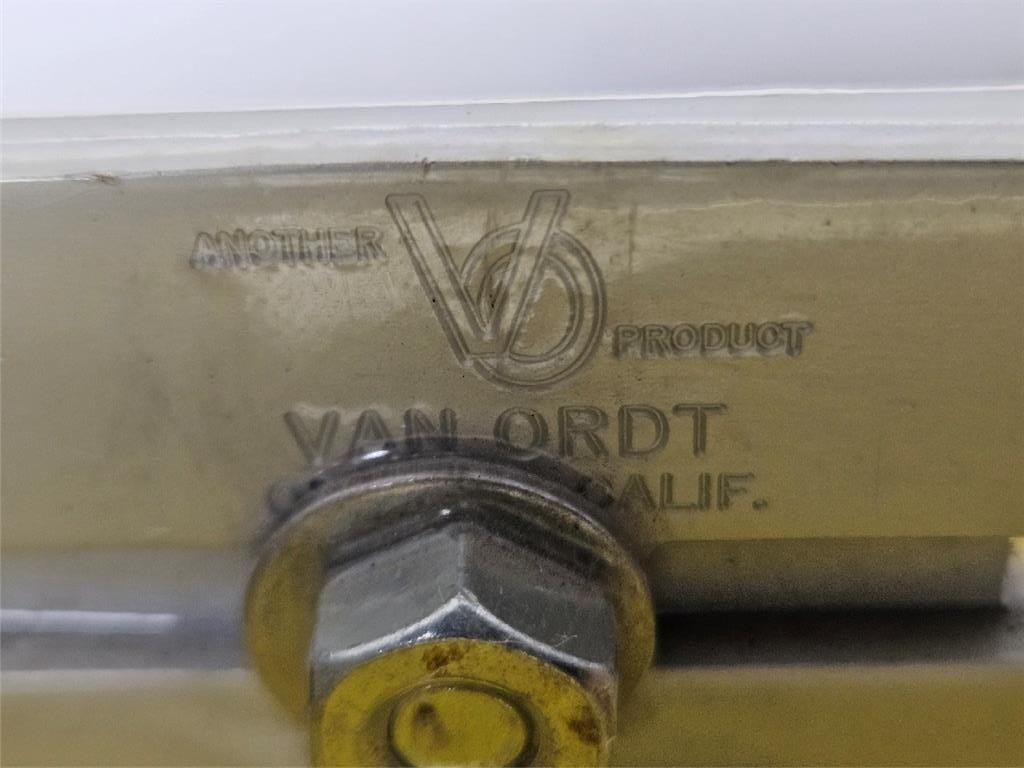 ANOTHER VO PRODUCT
VAN ORDT
CALIF.